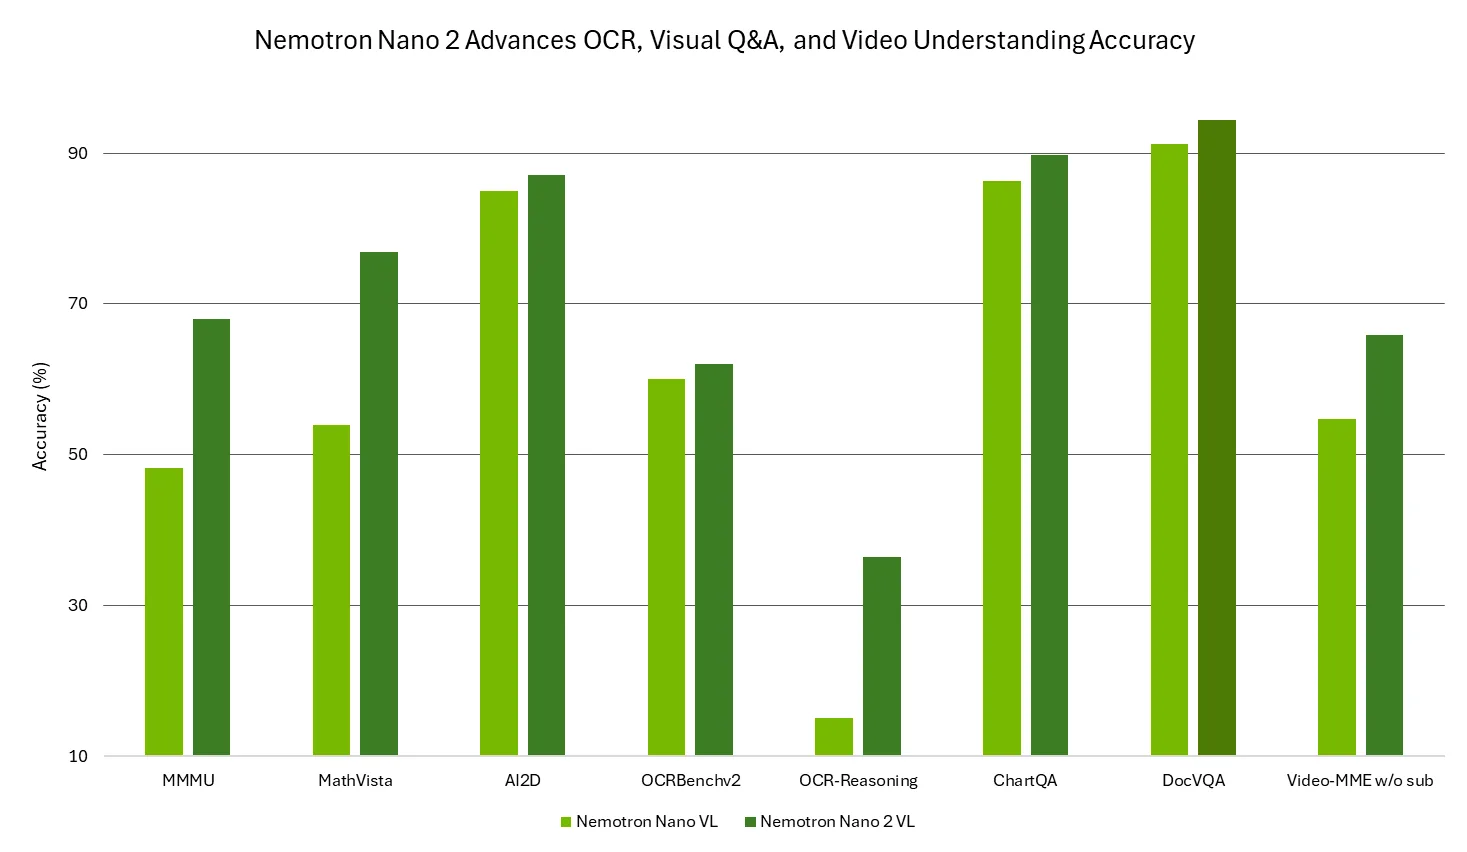 Nemotron Nano 2 Advances OCR, Visual Q&A, and Video Understanding Accuracy
90
70
50
30
10
Accuracy (%)
MMMU
MathVista
AI2D
OCRBenchv2
OCR-Reasoning
ChartQA
DocVQA
Video-MME w/o sub
Nemotron Nano VL
Nemotron Nano 2 VL